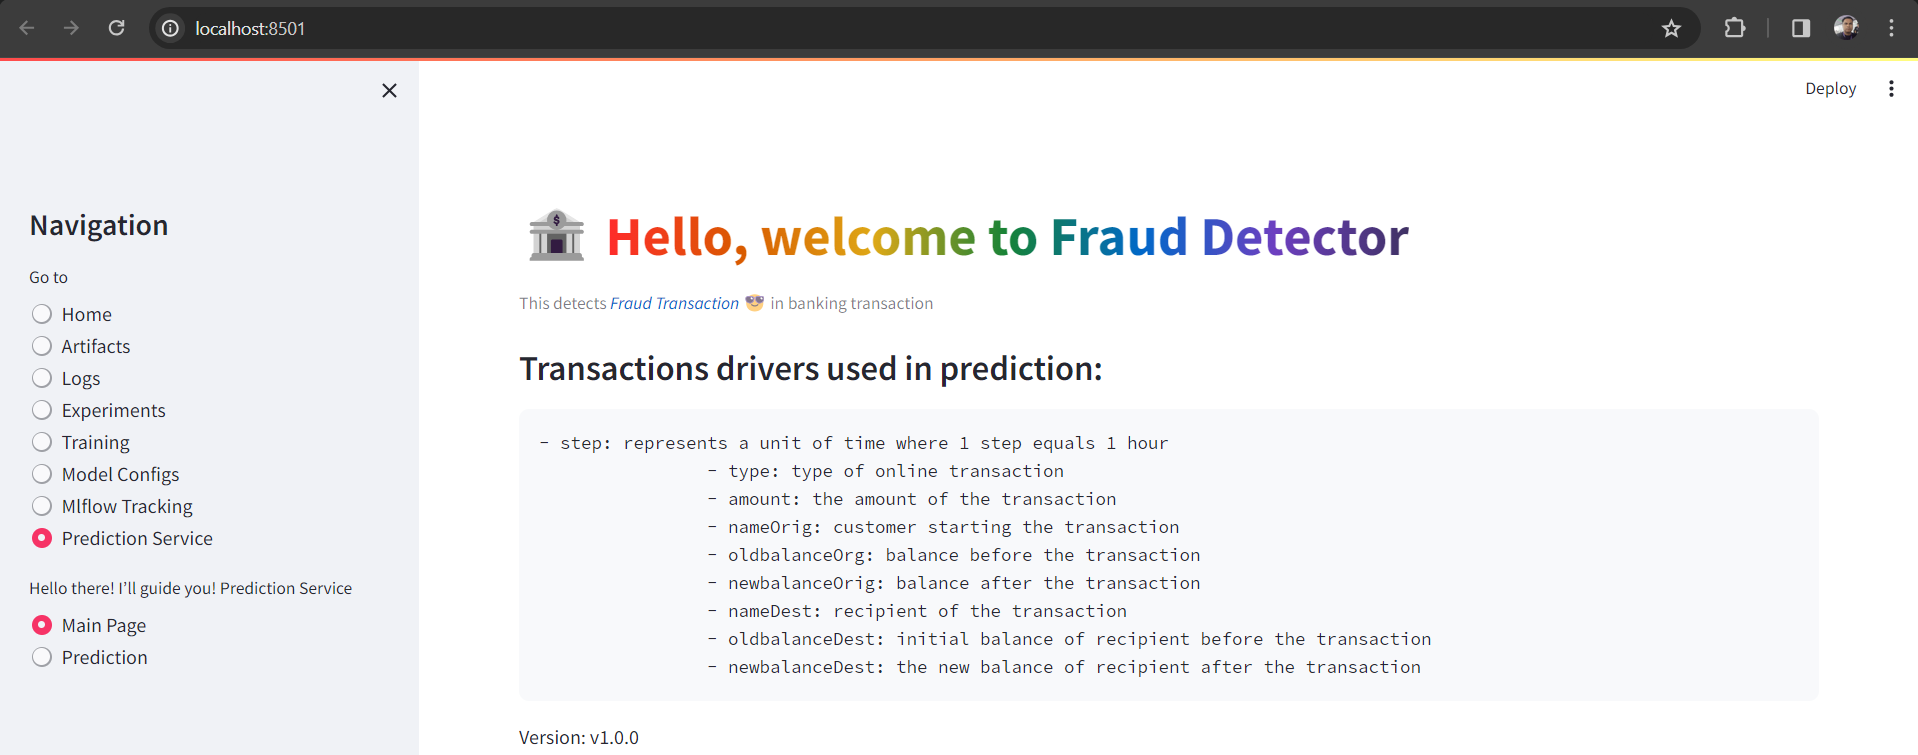 localhost:8501
Deploy
Navigation
Go to
Home
Artifacts
Logs
Experiments
Training
Model Configs
Mlflow Tracking
Prediction Service
Hello there! I’ll guide you! Prediction Service
Main Page
Prediction
Hello, welcome to Fraud Detector
This detects Fraud Transaction 😎 in banking transaction
Transactions drivers used in prediction:
- step: represents a unit of time where 1 step equals 1 hour
- type: type of online transaction
- amount: the amount of the transaction
- nameOrig: customer starting the transaction
- oldbalanceOrg: balance before the transaction
- newbalanceOrig: balance after the transaction
- nameDest: recipient of the transaction
- oldbalanceDest: initial balance of recipient before the transaction
- newbalanceDest: the new balance of recipient after the transaction
Version: v1.0.0